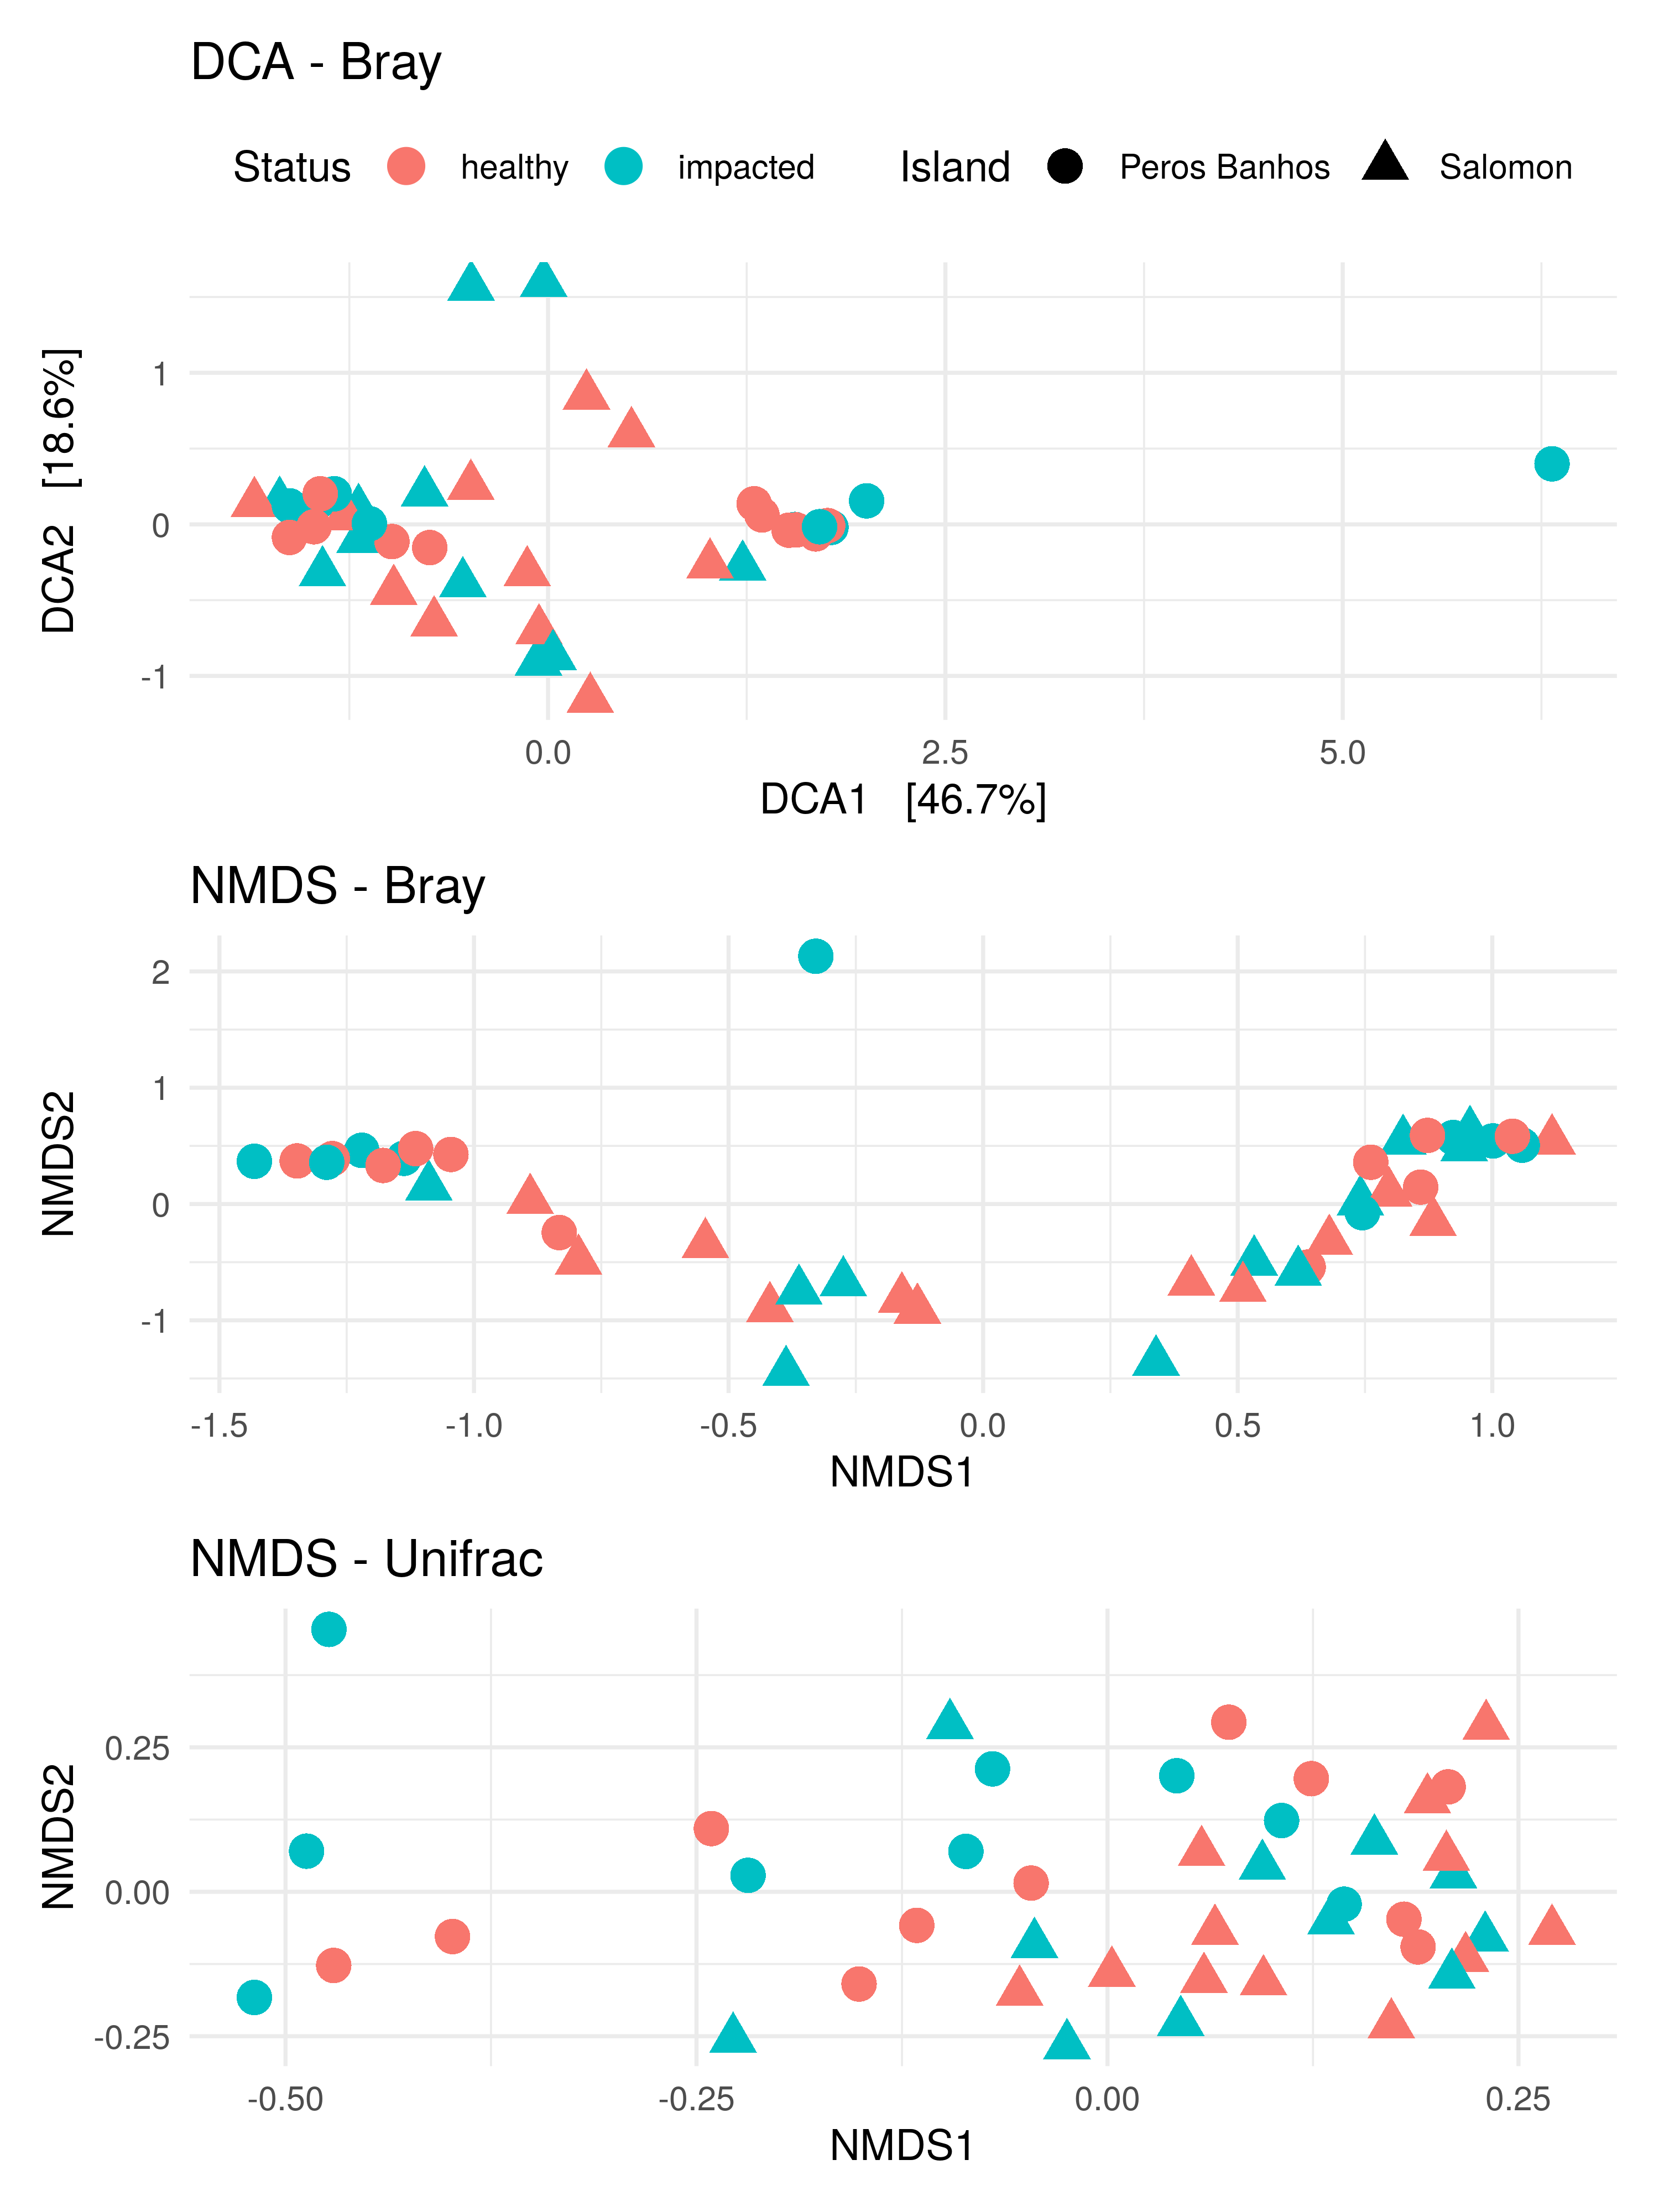 DCA - Bray
Status healthy impacted Island Peros Banhos Salomon
1
0
-1
DCA2 [18.6%]
0.0 2.5 5.0
DCA1 [46.7%]
NMDS - Bray
2
1
0
-1
NMDS2
-1.5 -1.0 -0.5 0.0 0.5 1.0
NMDS1
NMDS - Unifrac
0.25
0.00
-0.25
NMDS2
-0.50 -0.25 0.00 0.25
NMDS1